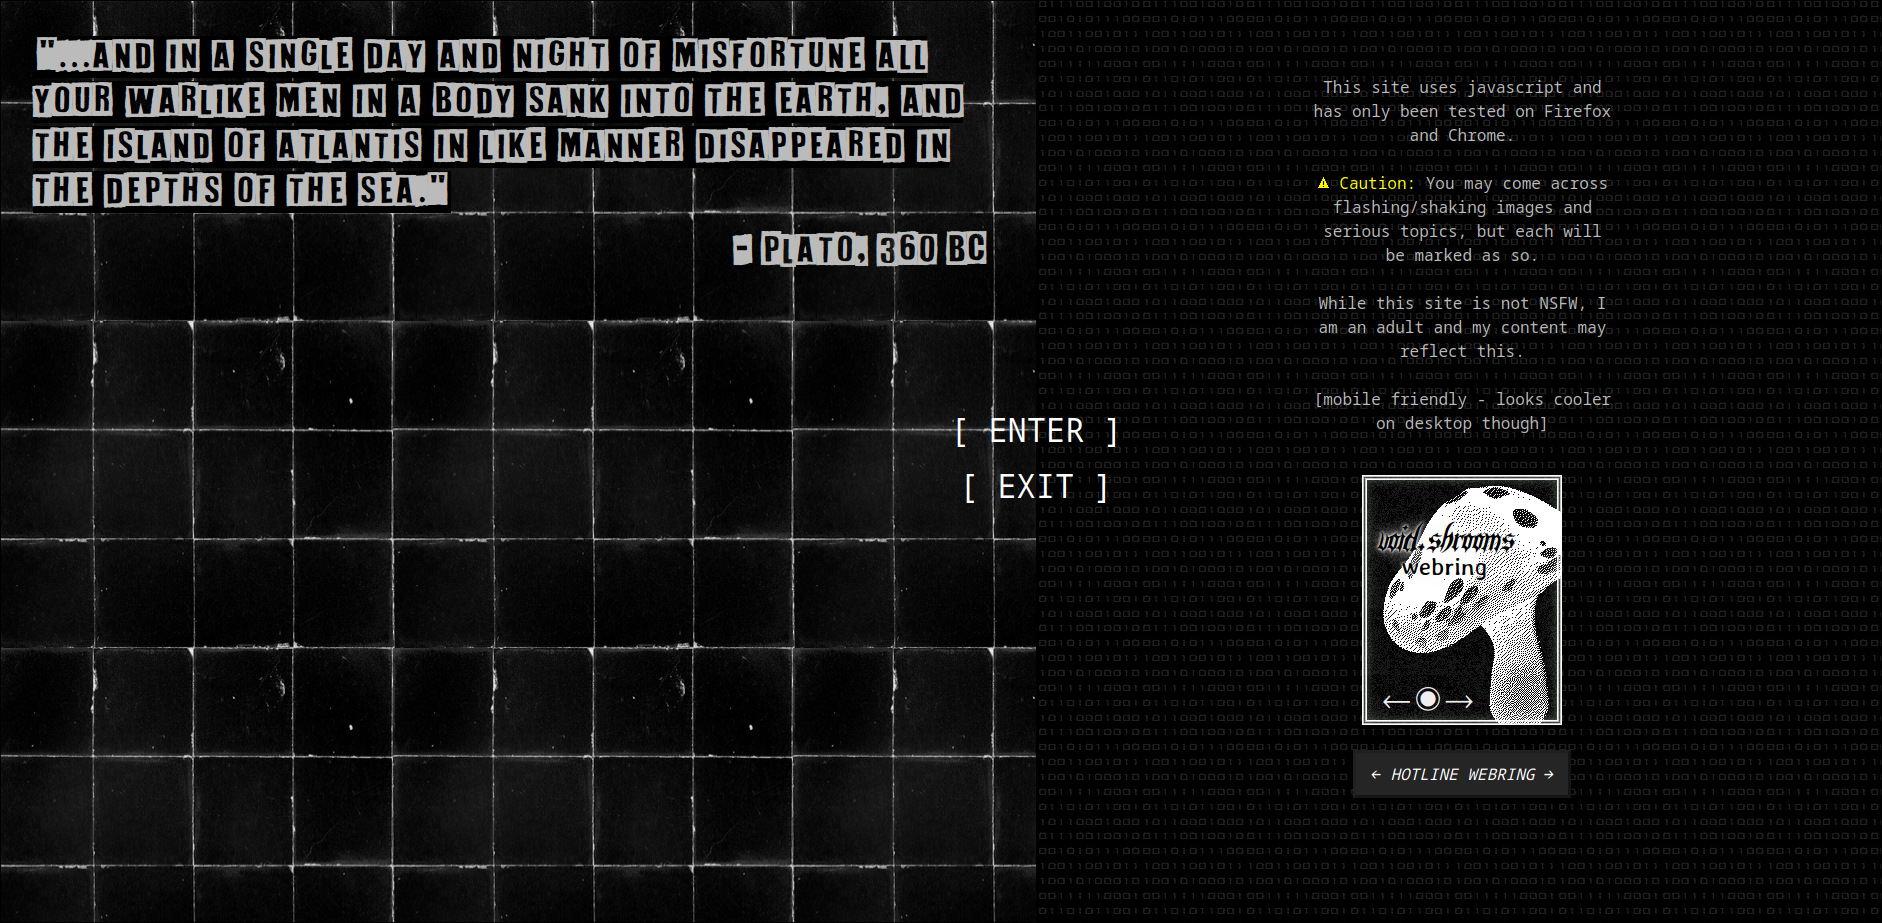 "...AND IN A SINGLE DAY AND NIGHT OF MISFORTUNE ALL
YOUR WARLIKE MEN IN A BODY SANK INTO THE EARTH, AND
THE ISLAND OF ATLANTIS IN LIKE MANNER DISAPPEARED IN
THE DEPTHS OF THE SEA."
- PLATO, 360 BC
[ ENTER ]
[ EXIT ]
This site uses javascript and
has only been tested on Firefox
and Chrome.
⚠ Caution: You may come across
flashing/shaking images and
serious topics, but each will
be marked as so.
While this site is not NSFW, I
am an adult and my content may
reflect this.
[mobile friendly - looks cooler
on desktop though]
void.shrooms
webring
← HOTLINE WEBRING →